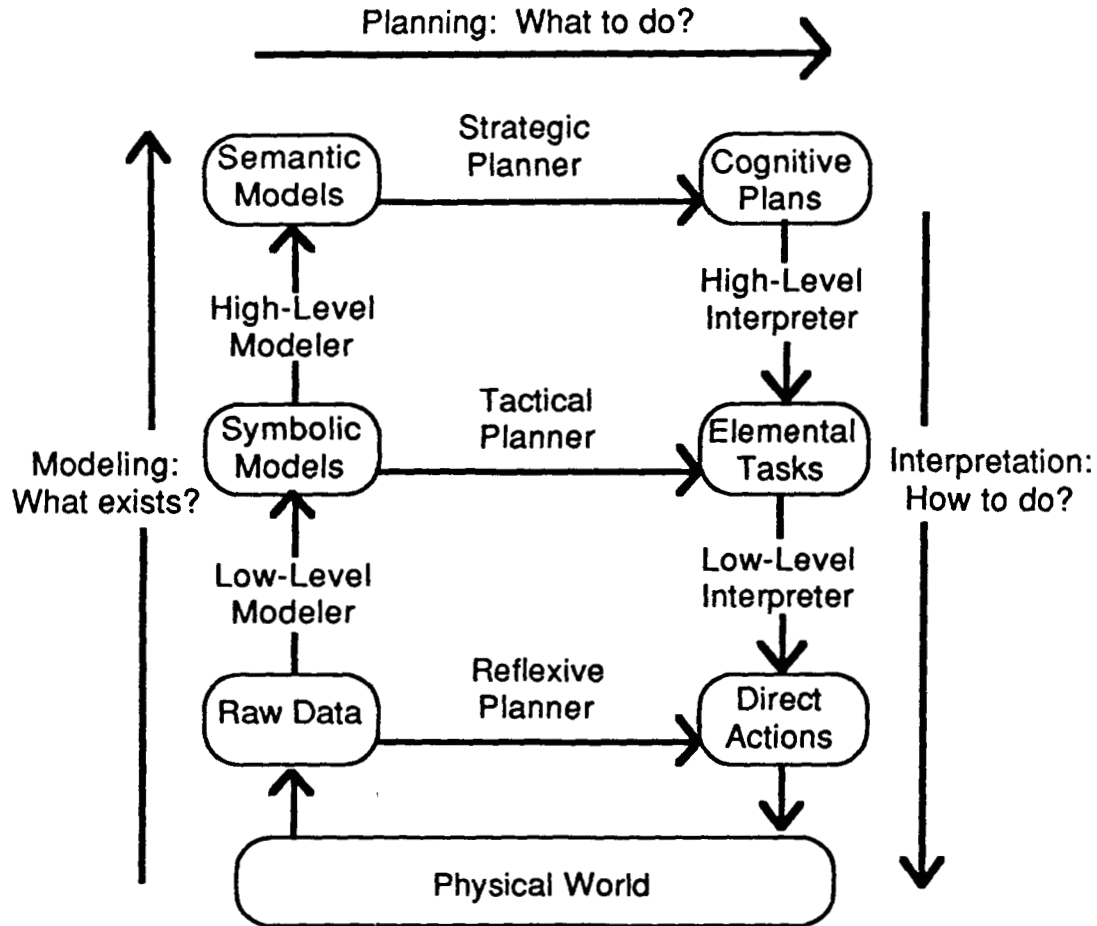 Planning: What to do?
Strategic
Planner
Semantic
Models
Cognitive
Plans
High-Level
Modeler
High-Level
Interpreter
Tactical
Planner
Symbolic
Models
Elemental
Tasks
Modeling:
What exists?
Interpretation:
How to do?
Low-Level
Modeler
Low-Level
Interpreter
Reflexive
Planner
Raw Data
Direct
Actions
Physical World